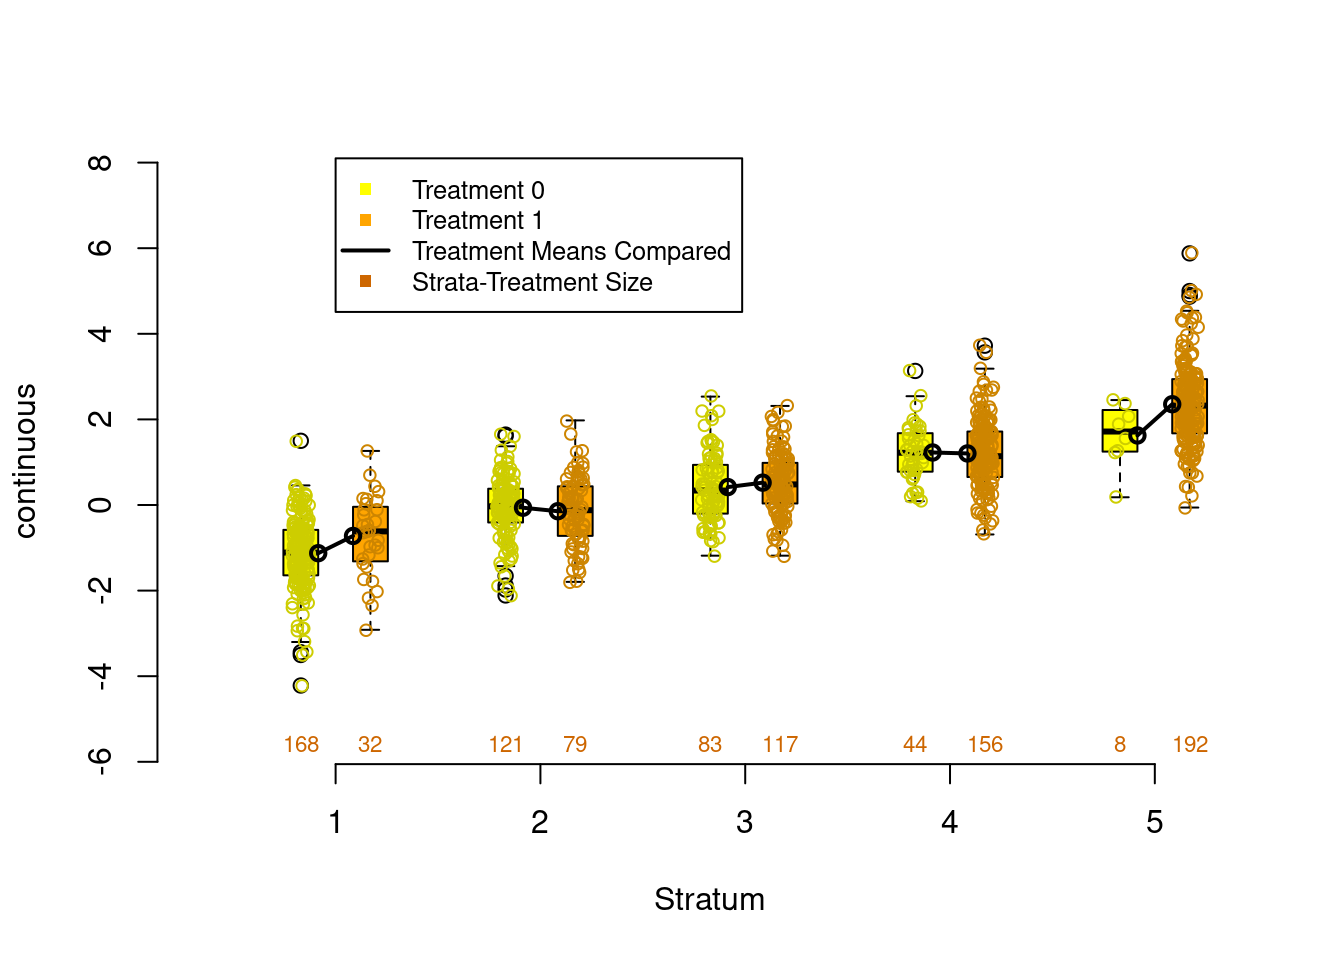 8
6
4
2
0
-2
-4
-6
continuous
Treatment 0
Treatment 1
Treatment Means Compared
Strata-Treatment Size
168 32 121 79 83 117 44 156 8 192
1 2 3 4 5
Stratum